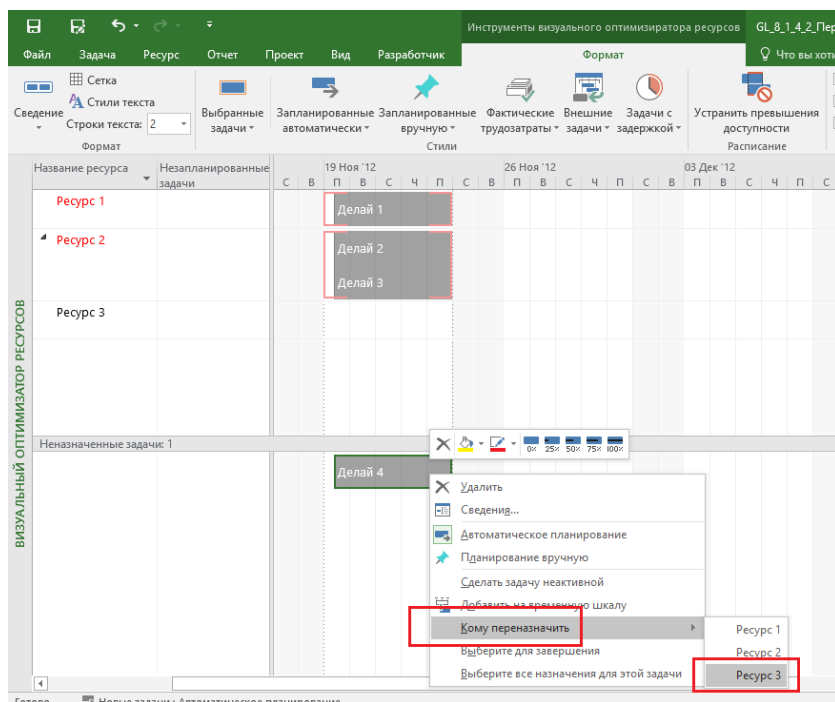 Инструменты визуального оптимизиратора ресурсов
GL_8_1_4_2_Пер
Файл Задача Ресурс Отчет Проект Вид Разработчик Формат Что вы хоти
Сетка
Стили текста
Строки текста: 2
Сведение
Формат
Выбранные задачи
Запланированные автоматически
Запланированные вручную
Фактические трудозатраты
Внешние задачи
Задачи с задержкой
Стили
Устранить превышения доступности
Расписание
Название ресурса
Незапланированные задачи
19 Ноя '12 26 Ноя '12 03 Дек '12
С В П В С Ч П С В П В С Ч П С В П В С Ч П С
Ресурс 1
Делай 1
Ресурс 2
Делай 2
Делай 3
Ресурс 3
ВИЗУАЛЬНЫЙ ОПТИМИЗАТОР РЕСУРСОВ
Неназначенные задачи: 1
0× 25× 50× 75× 100×
Делай 4
Удалить
Сведения...
Автоматическое планирование
Планирование вручную
Сделать задачу неактивной
Добавить на временную шкалу
Кому переназначить
Выберите для завершения
Выберите все назначения для этой задачи
Ресурс 1
Ресурс 2
Ресурс 3
Готово Новые задачи : Автоматическое планирование